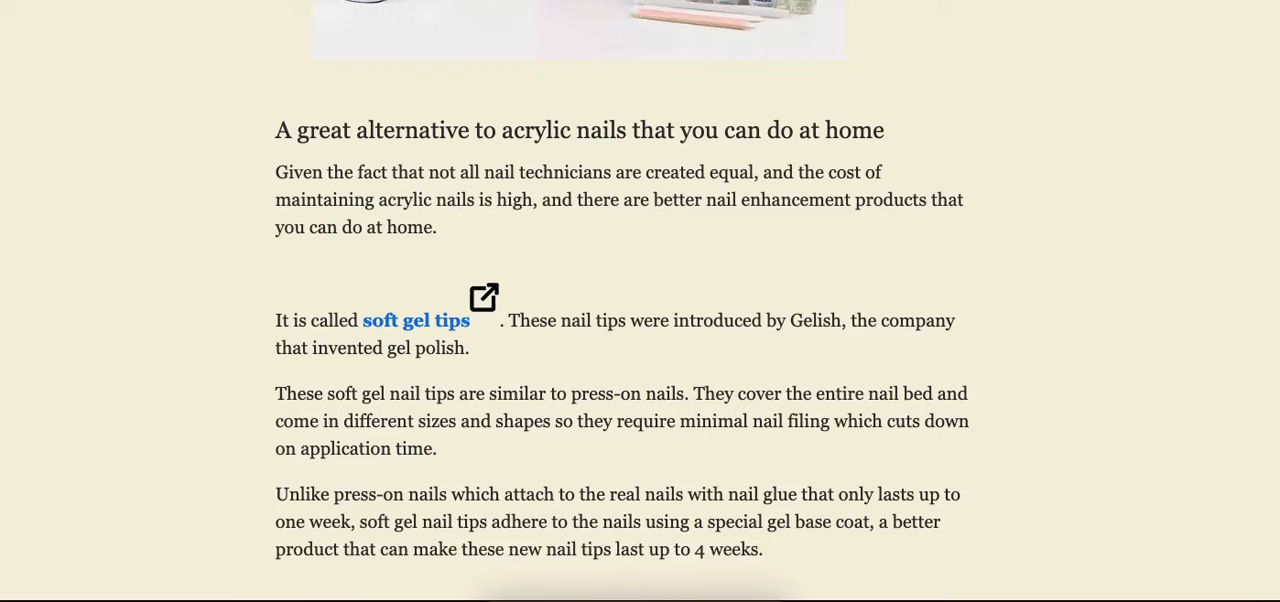 A great alternative to acrylic nails that you can do at home
Given the fact that not all nail technicians are created equal, and the cost of
maintaining acrylic nails is high, and there are better nail enhancement products that
you can do at home.
It is called soft gel tips. These nail tips were introduced by Gelish, the company
that invented gel polish.
These soft gel nail tips are similar to press-on nails. They cover the entire nail bed and
come in different sizes and shapes so they require minimal nail filing which cuts down
on application time.
Unlike press-on nails which attach to the real nails with nail glue that only lasts up to
one week, soft gel nail tips adhere to the nails using a special gel base coat, a better
product that can make these new nail tips last up to 4 weeks.